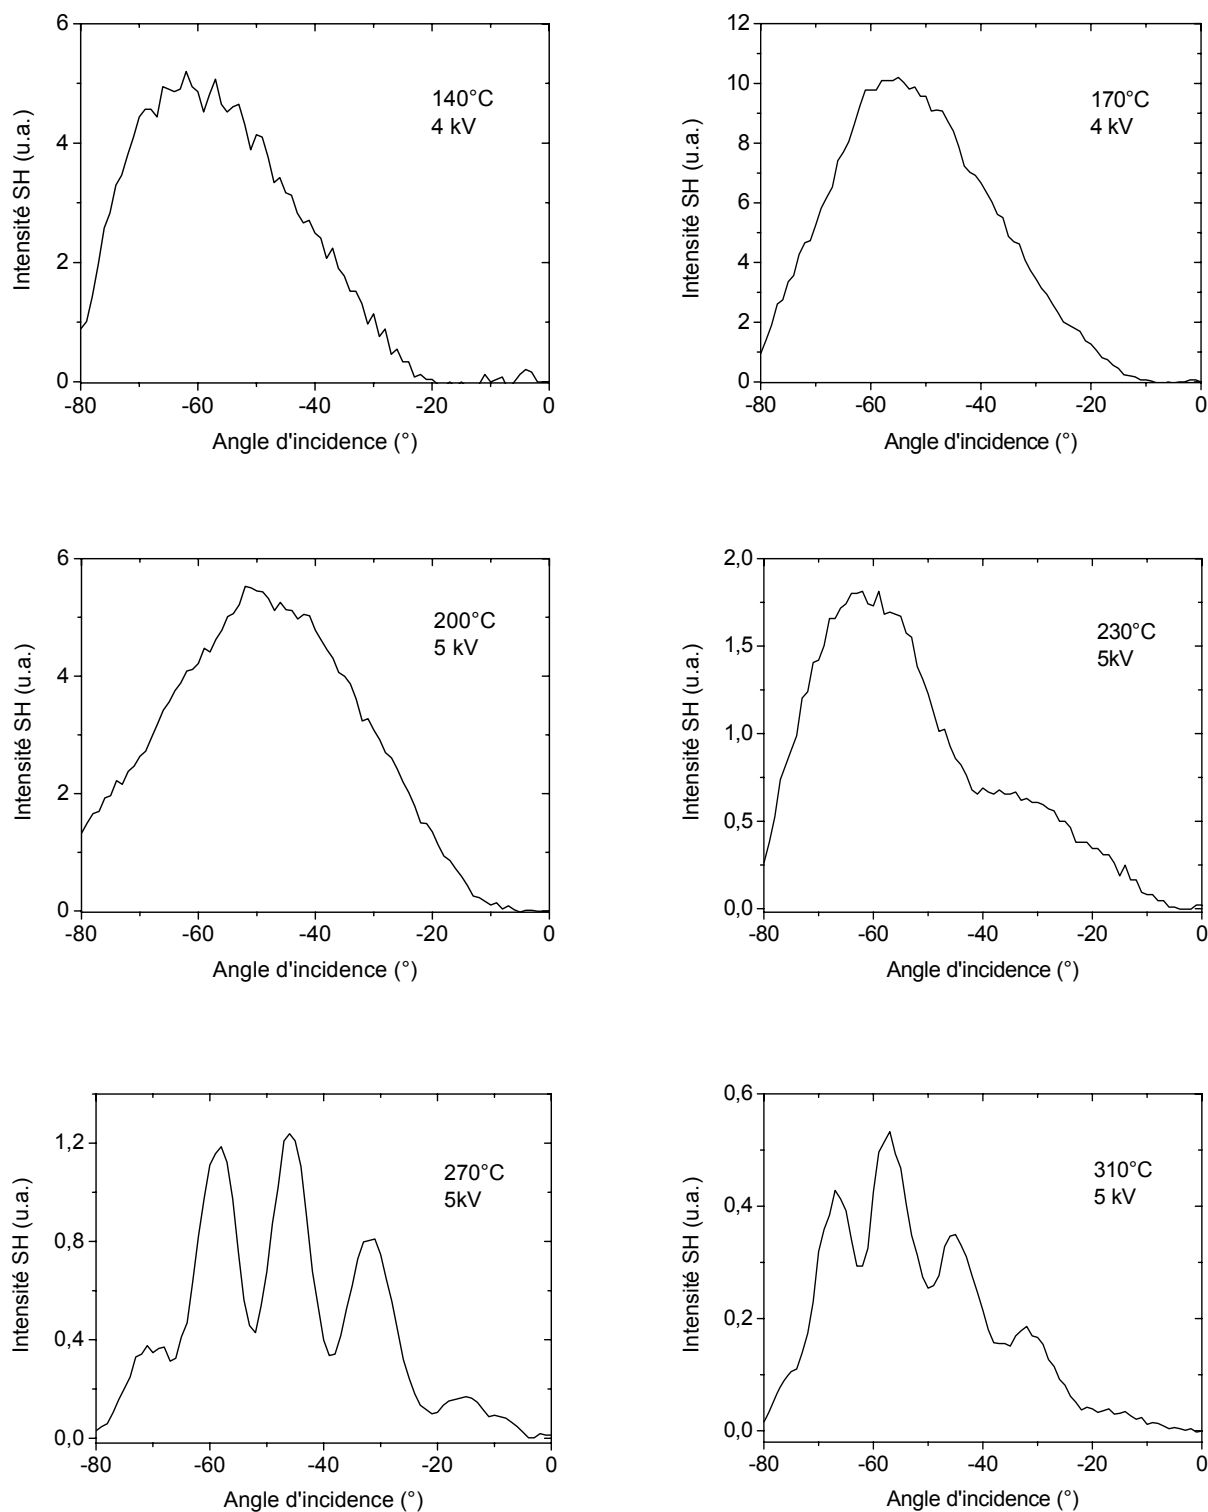 6
4
2
0
-80
-60
-40
-20
0
Intensité SH (u.a.)
Angle d'incidence (°)
140°C
4 kV
12
10
8
6
4
2
0
-80
-60
-40
-20
0
Intensité SH (u.a.)
Angle d'incidence (°)
170°C
4 kV
6
4
2
0
-80
-60
-40
-20
0
Intensité SH (u.a.)
Angle d'incidence (°)
200°C
5 kV
2,0
1,5
1,0
0,5
0,0
-80
-60
-40
-20
0
Intensité SH (u.a.)
Angle d'incidence (°)
230°C
5kV
1,2
0,8
0,4
0,0
-80
-60
-40
-20
0
Intensité SH (u.a.)
Angle d'incidence (°)
270°C
5kV
0,6
0,4
0,2
0,0
-80
-60
-40
-20
0
Intensité SH (u.a.)
Angle d'incidence (°)
310°C
5 kV